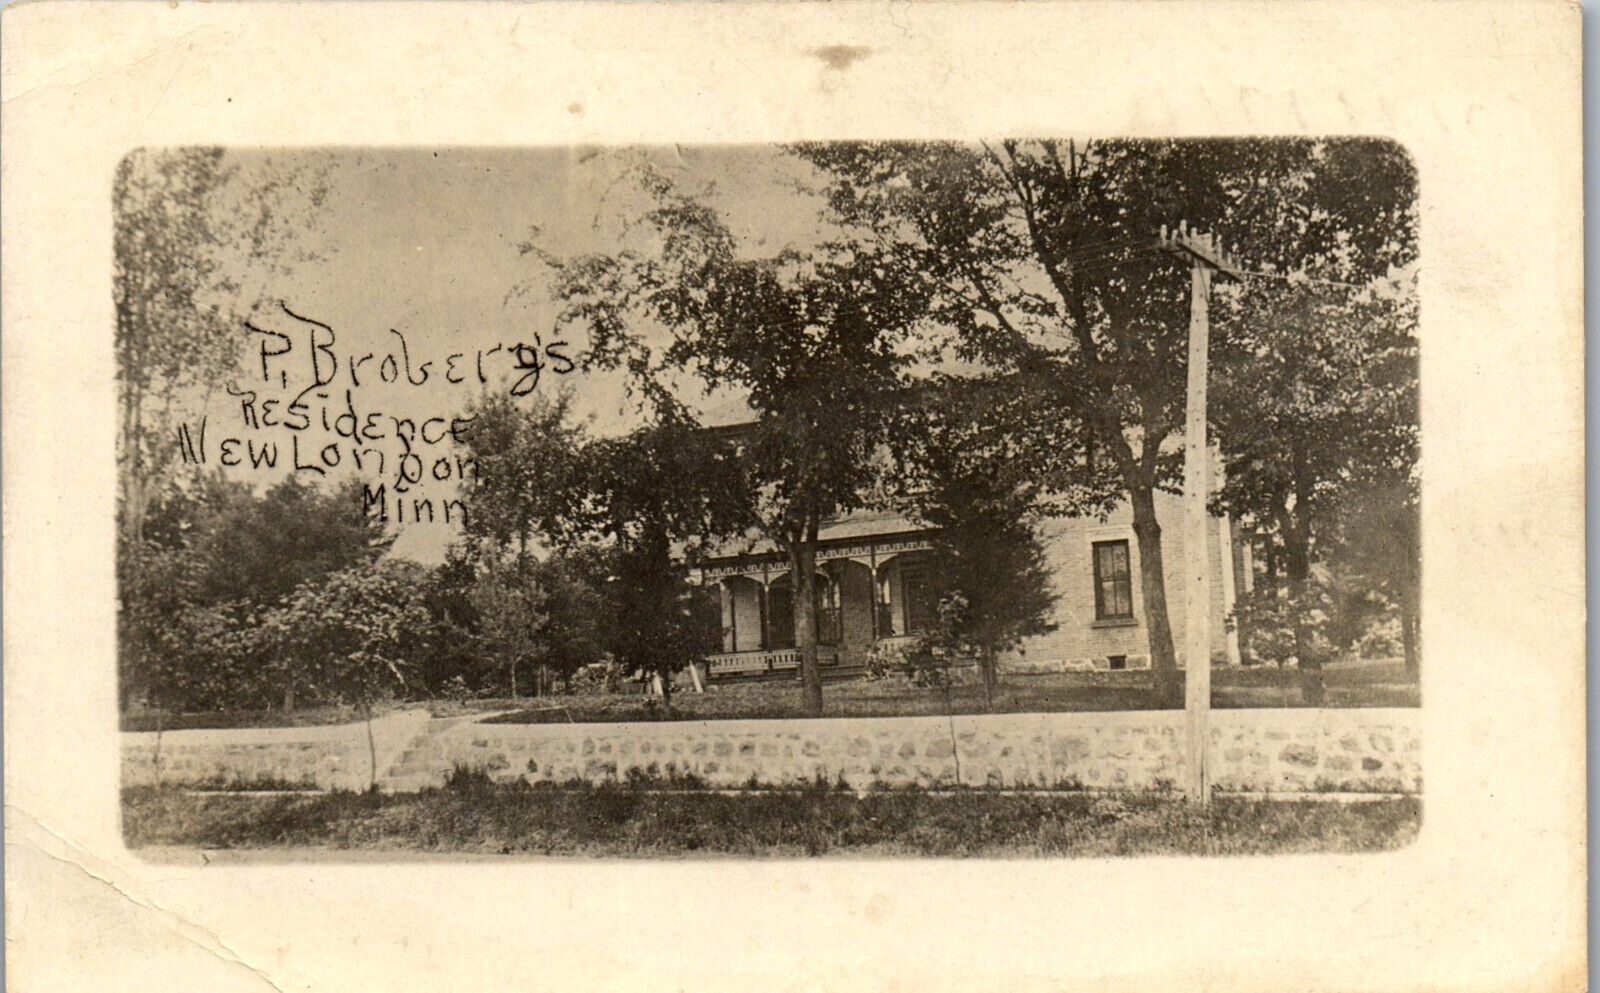 P. Broberg's
Residence
New London,
Minn